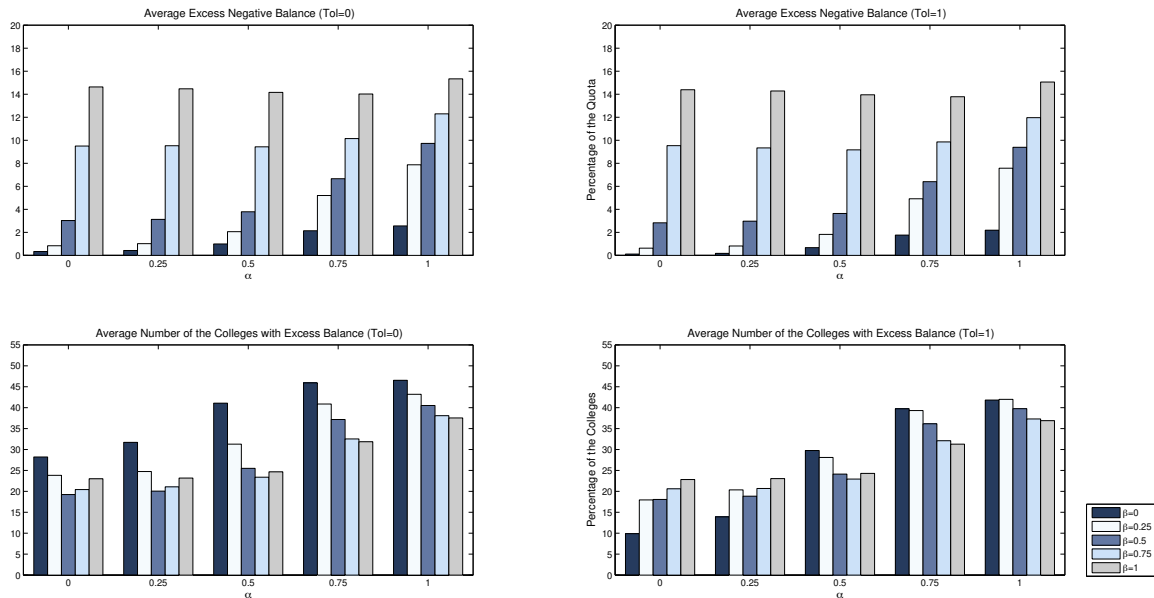 Average Excess Negative Balance (Tol=0)
20
18
16
14
12
10
8
6
4
2
0
0 0.25 0.5 0.75 1
α
Average Excess Negative Balance (Tol=1)
Percentage of the Quota
20
18
16
14
12
10
8
6
4
2
0
0 0.25 0.5 0.75 1
α
Average Number of the Colleges with Excess Balance (Tol=0)
55
50
45
40
35
30
25
20
15
10
5
0
0 0.25 0.5 0.75 1
α
Average Number of the Colleges with Excess Balance (Tol=1)
Percentage of the Colleges
55
50
45
40
35
30
25
20
15
10
5
0
0 0.25 0.5 0.75 1
α
β=0
β=0.25
β=0.5
β=0.75
β=1